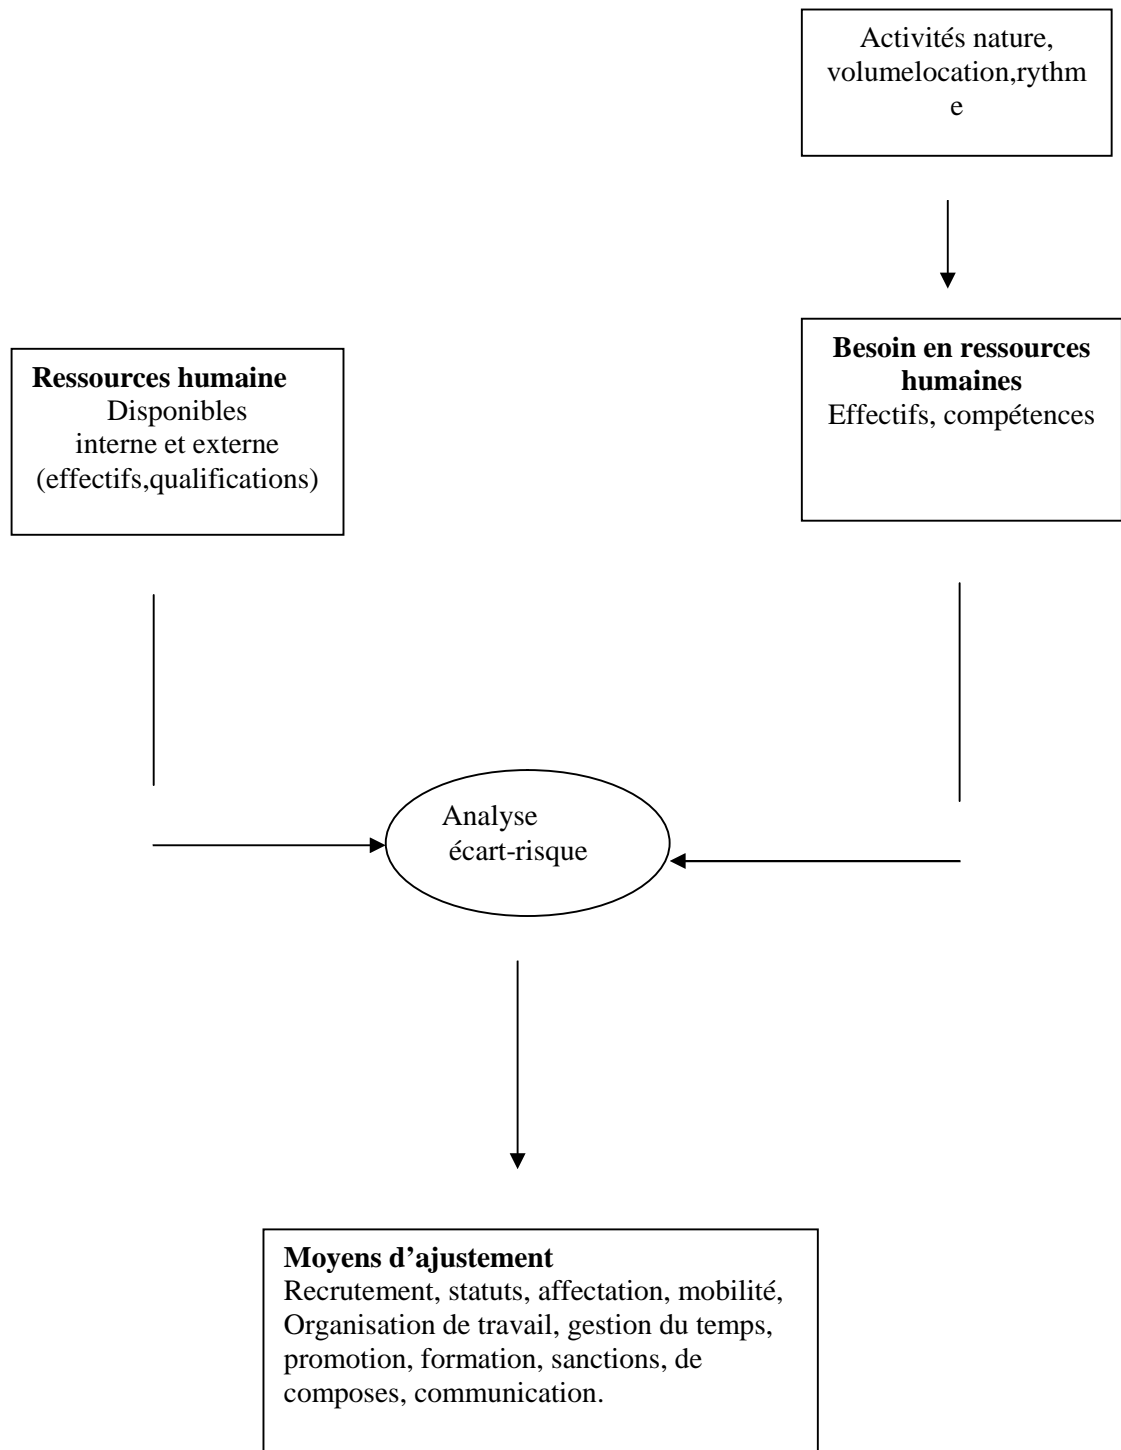 Activités nature,
volumelocation,rythm
e
Besoin en ressources
humaines
Effectifs, compétences
Ressources humaine
Disponibles
interne et externe
(effectifs,qualifications)
Analyse
écart-risque
Moyens d’ajustement
Recrutement, statuts, affectation, mobilité,
Organisation de travail, gestion du temps,
promotion, formation, sanctions, de
composes, communication.